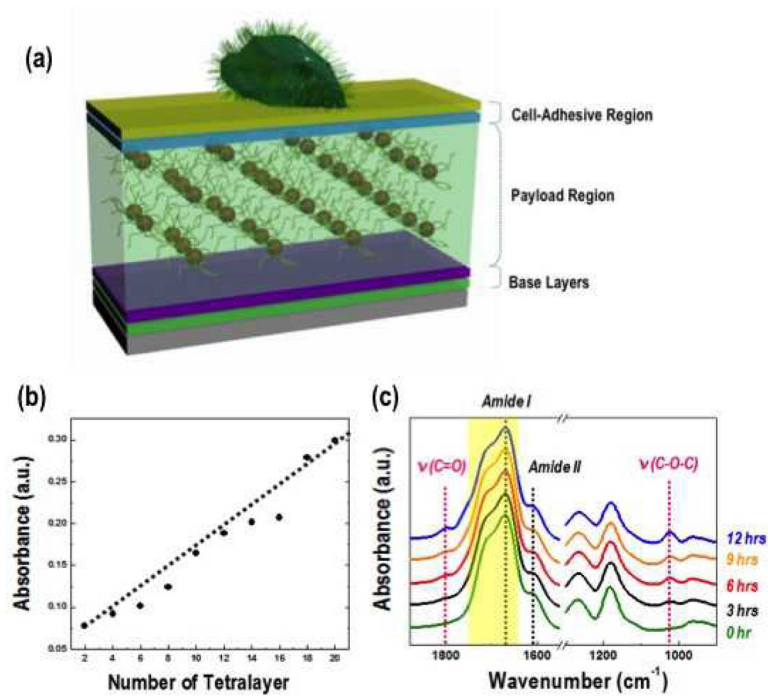 (a)
Cell-Adhesive Region
Payload Region
Base Layers
(b)
Absorbance (a.u.)
0.30
0.25
0.20
0.15
0.10
0.05
2 4 6 8 10 12 14 16 18 20
Number of Tetralayer
(c)
Amide I
ν(C=O)
Amide II
ν(C-O-C)
Absorbance (a.u.)
12 hrs
9 hrs
6 hrs
3 hrs
0 hr
1800 1600 1200 1000
Wavenumber (cm⁻¹)